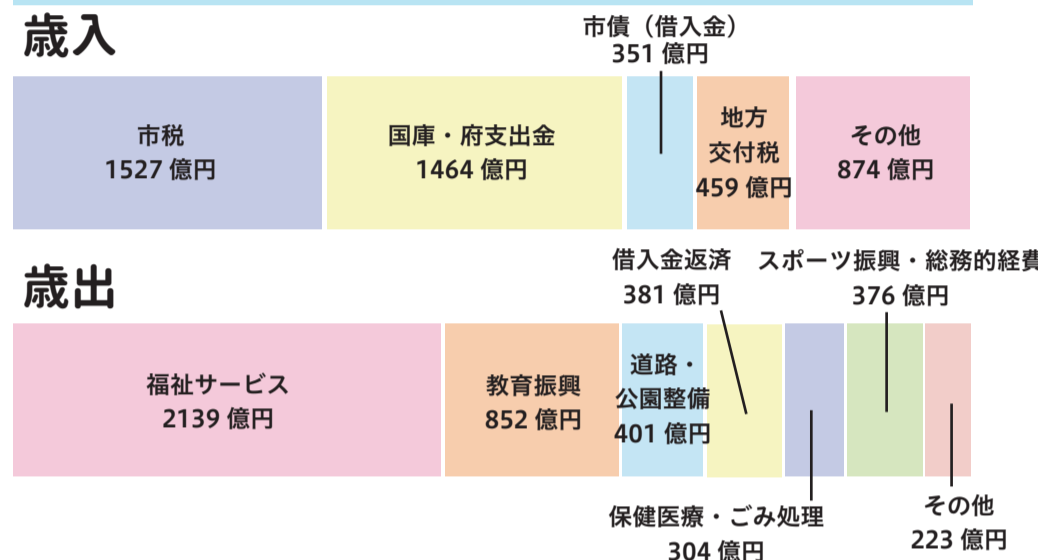 歳入
市債（借入金）
351 億円
市税
1527 億円
国庫・府支出金
1464 億円
地方
交付税
459 億円
その他
874 億円
歳出
借入金返済
381 億円
スポーツ振興・総務的経費
376 億円
福祉サービス
2139 億円
教育振興
852 億円
道路・
公園整備
401 億円
保健医療・ごみ処理
304 億円
その他
223 億円